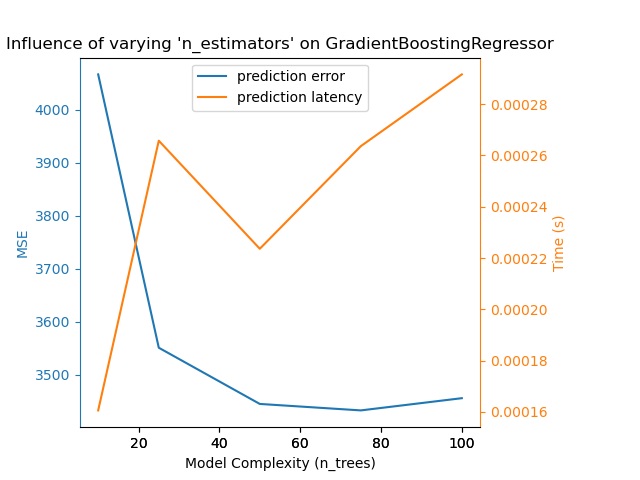 Influence of varying 'n_estimators' on GradientBoostingRegressor
prediction error
prediction latency
4000
3900
3800
3700
3600
3500
MSE
0.00028
0.00026
0.00024
0.00022
0.00020
0.00018
0.00016
Time (s)
20 40 60 80 100
Model Complexity (n_trees)